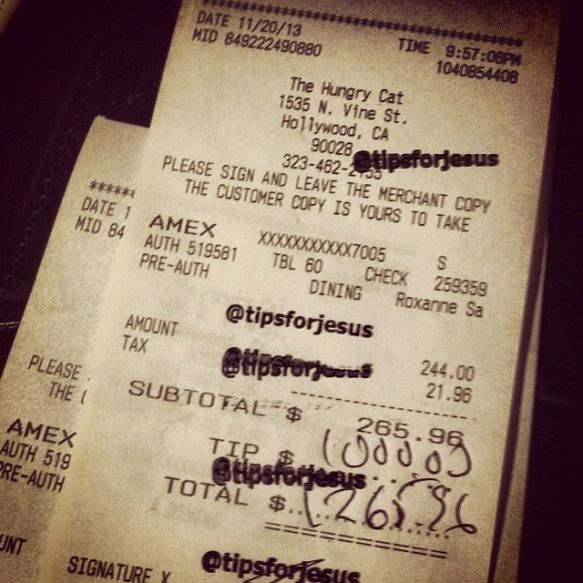 DATE 11/20/13 TIME 9:57:08PM
MID 849222490880 1040854408
The Hungry Cat
1535 N. Vine St.
Hollywood, CA
90028
323-462-2155 @tipsforjesus
PLEASE SIGN AND LEAVE THE MERCHANT COPY
THE CUSTOMER COPY IS YOURS TO TAKE
AMEX XXXXXXXXXXX7005 S
AUTH 519581 TBL 60 CHECK 259359
PRE-AUTH DINING Roxanne Sa
@tipsforjesus
AMOUNT 244.00
TAX @tipsforjesus 21.96
SUBTOTAL $ 265.96
TIP $ 1000.00
@tipsforjesus
TOTAL $ 1265.96
@tipsforjesus
SIGNATURE X
DATE 1
MID 84
PLEASE
THE
AMEX
AUTH 519
PRE-AUTH
UNT